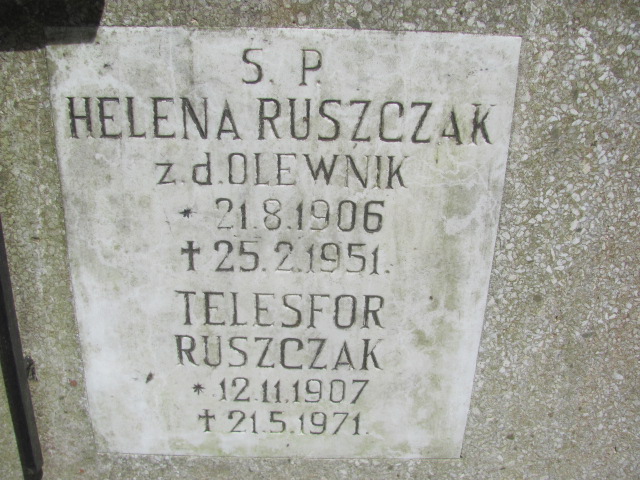 S. P.
HELENA RUSZCZAK
z.d.OLEWNIK
* 21.8.1906
† 25.2.1951.
TELESFOR
RUSZCZAK
* 12.11.1907
† 21.5.1971.